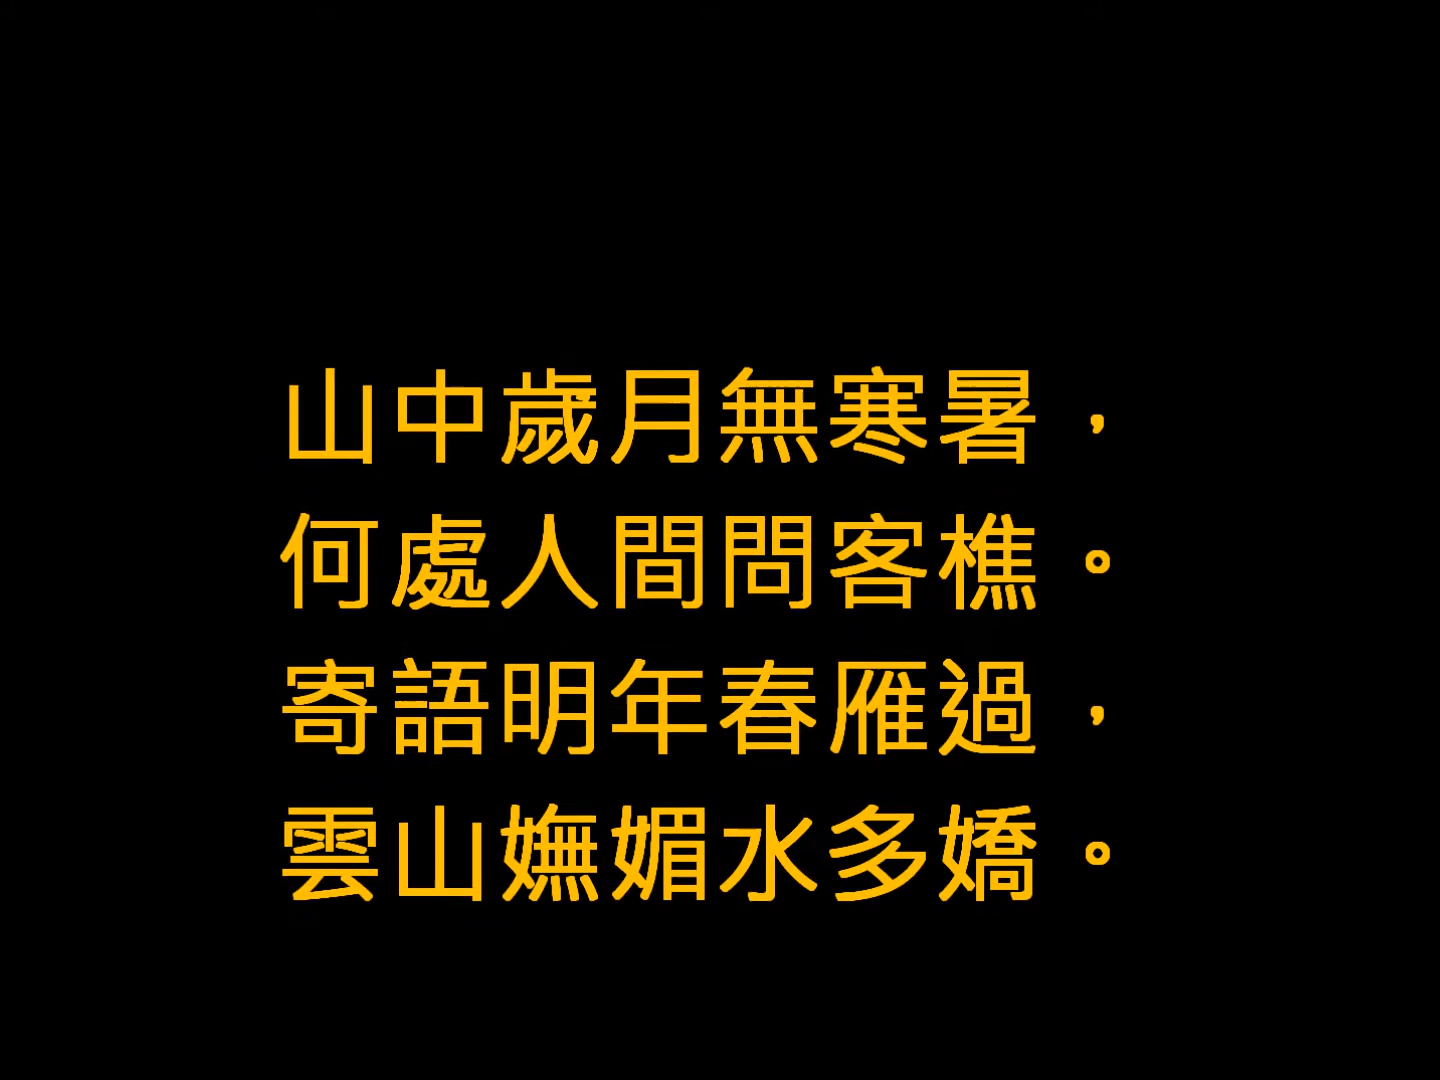 山中歲月無寒暑，
何處人間問客樵。
寄語明年春雁過，
雲山嫵媚水多嬌。